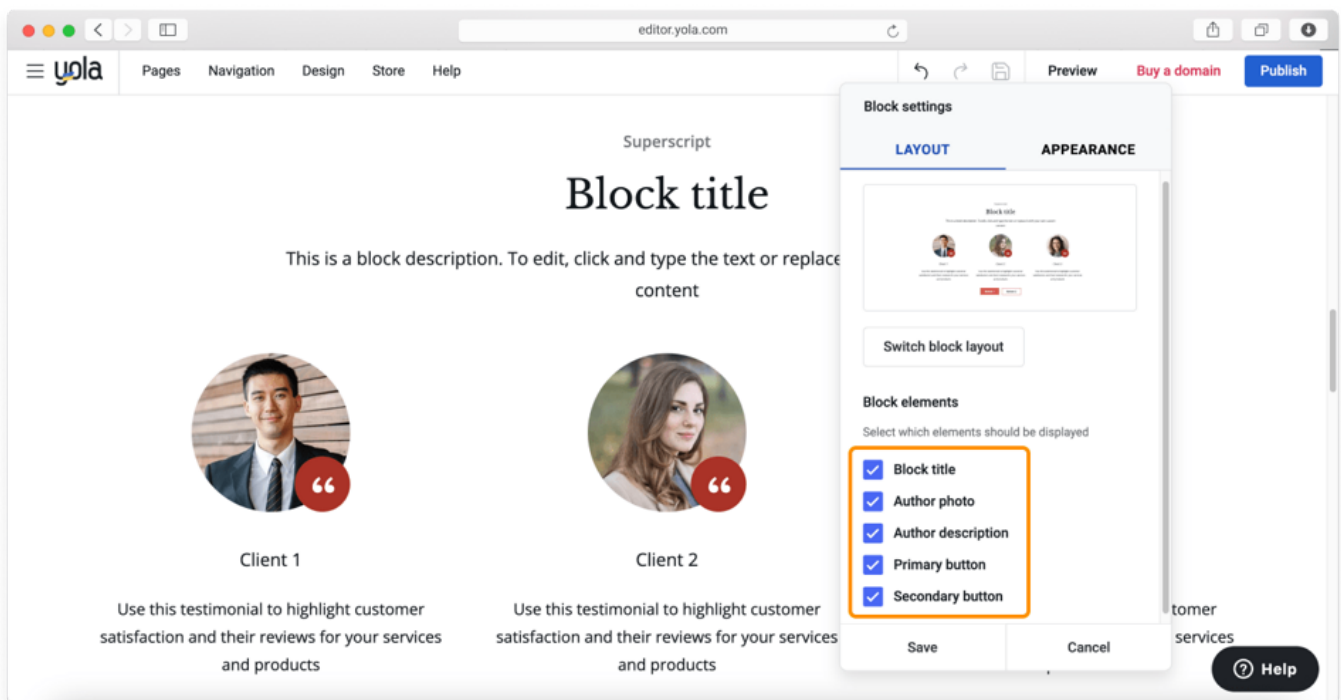 editor.yola.com
yola
Pages
Navigation
Design
Store
Help
Preview
Buy a domain
Publish
Superscript
Block title
This is a block description. To edit, click and type the text or replace
content
Client 1
Use this testimonial to highlight customer
satisfaction and their reviews for your services
and products
Client 2
Use this testimonial to highlight customer
satisfaction and their reviews for your services
and products
tomer
services
Block settings
LAYOUT
APPEARANCE
Block title
Switch block layout
Block elements
Select which elements should be displayed
Block title
Author photo
Author description
Primary button
Secondary button
Save
Cancel
Help